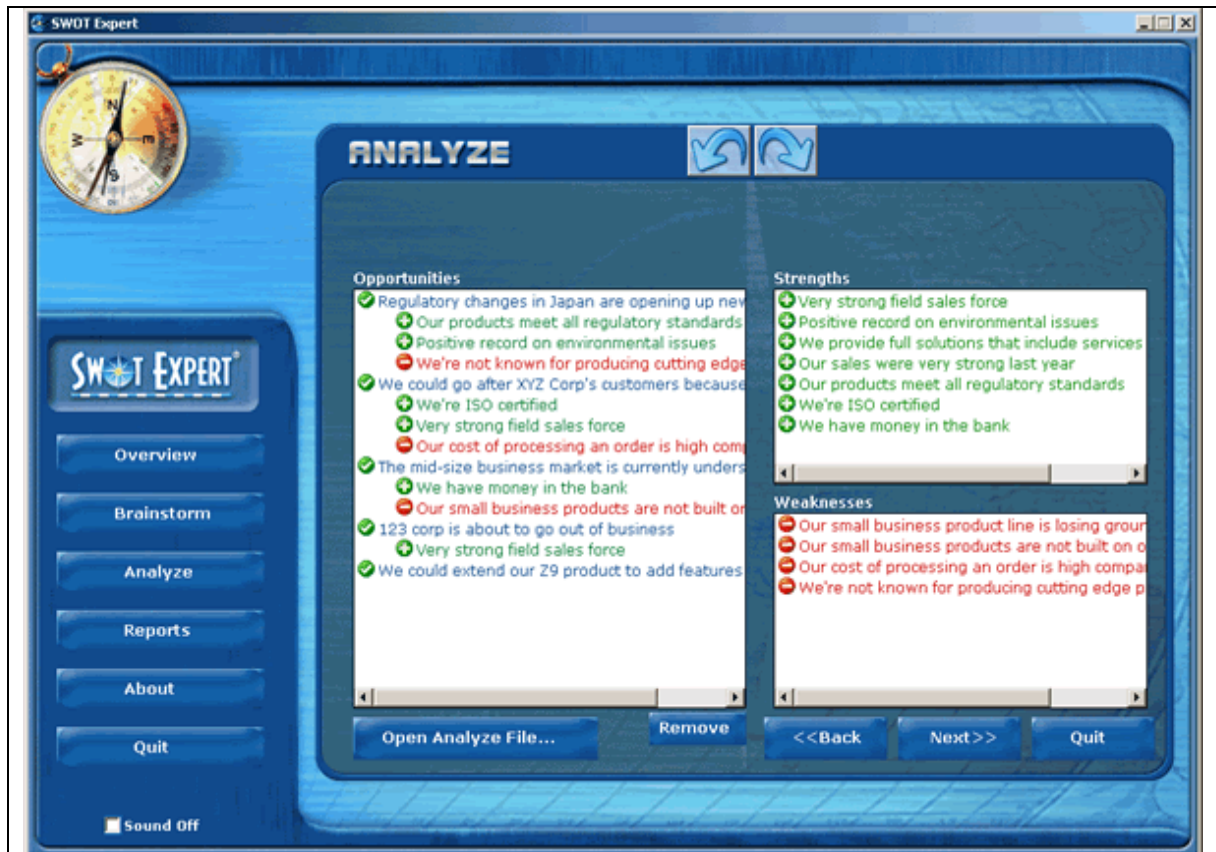 SWOT Expert
N
W
E
S
ANALYZE
Opportunities
Regulatory changes in Japan are opening up new
Our products meet all regulatory standards
Positive record on environmental issues
We're not known for producing cutting edge
We could go after XYZ Corp's customers because
We're ISO certified
Very strong field sales force
Our cost of processing an order is high com
The mid-size business market is currently unders
We have money in the bank
Our small business products are not built on
123 corp is about to go out of business
Very strong field sales force
We could extend our Z9 product to add features
Strengths
Very strong field sales force
Positive record on environmental issues
We provide full solutions that include services
Our sales were very strong last year
Our products meet all regulatory standards
We're ISO certified
We have money in the bank
Weaknesses
Our small business product line is losing groun
Our small business products are not built on o
Our cost of processing an order is high compa
We're not known for producing cutting edge p
SWOT EXPERT
Overview
Brainstorm
Analyze
Reports
About
Quit
Sound Off
Open Analyze File...
Remove
<<Back
Next>>
Quit